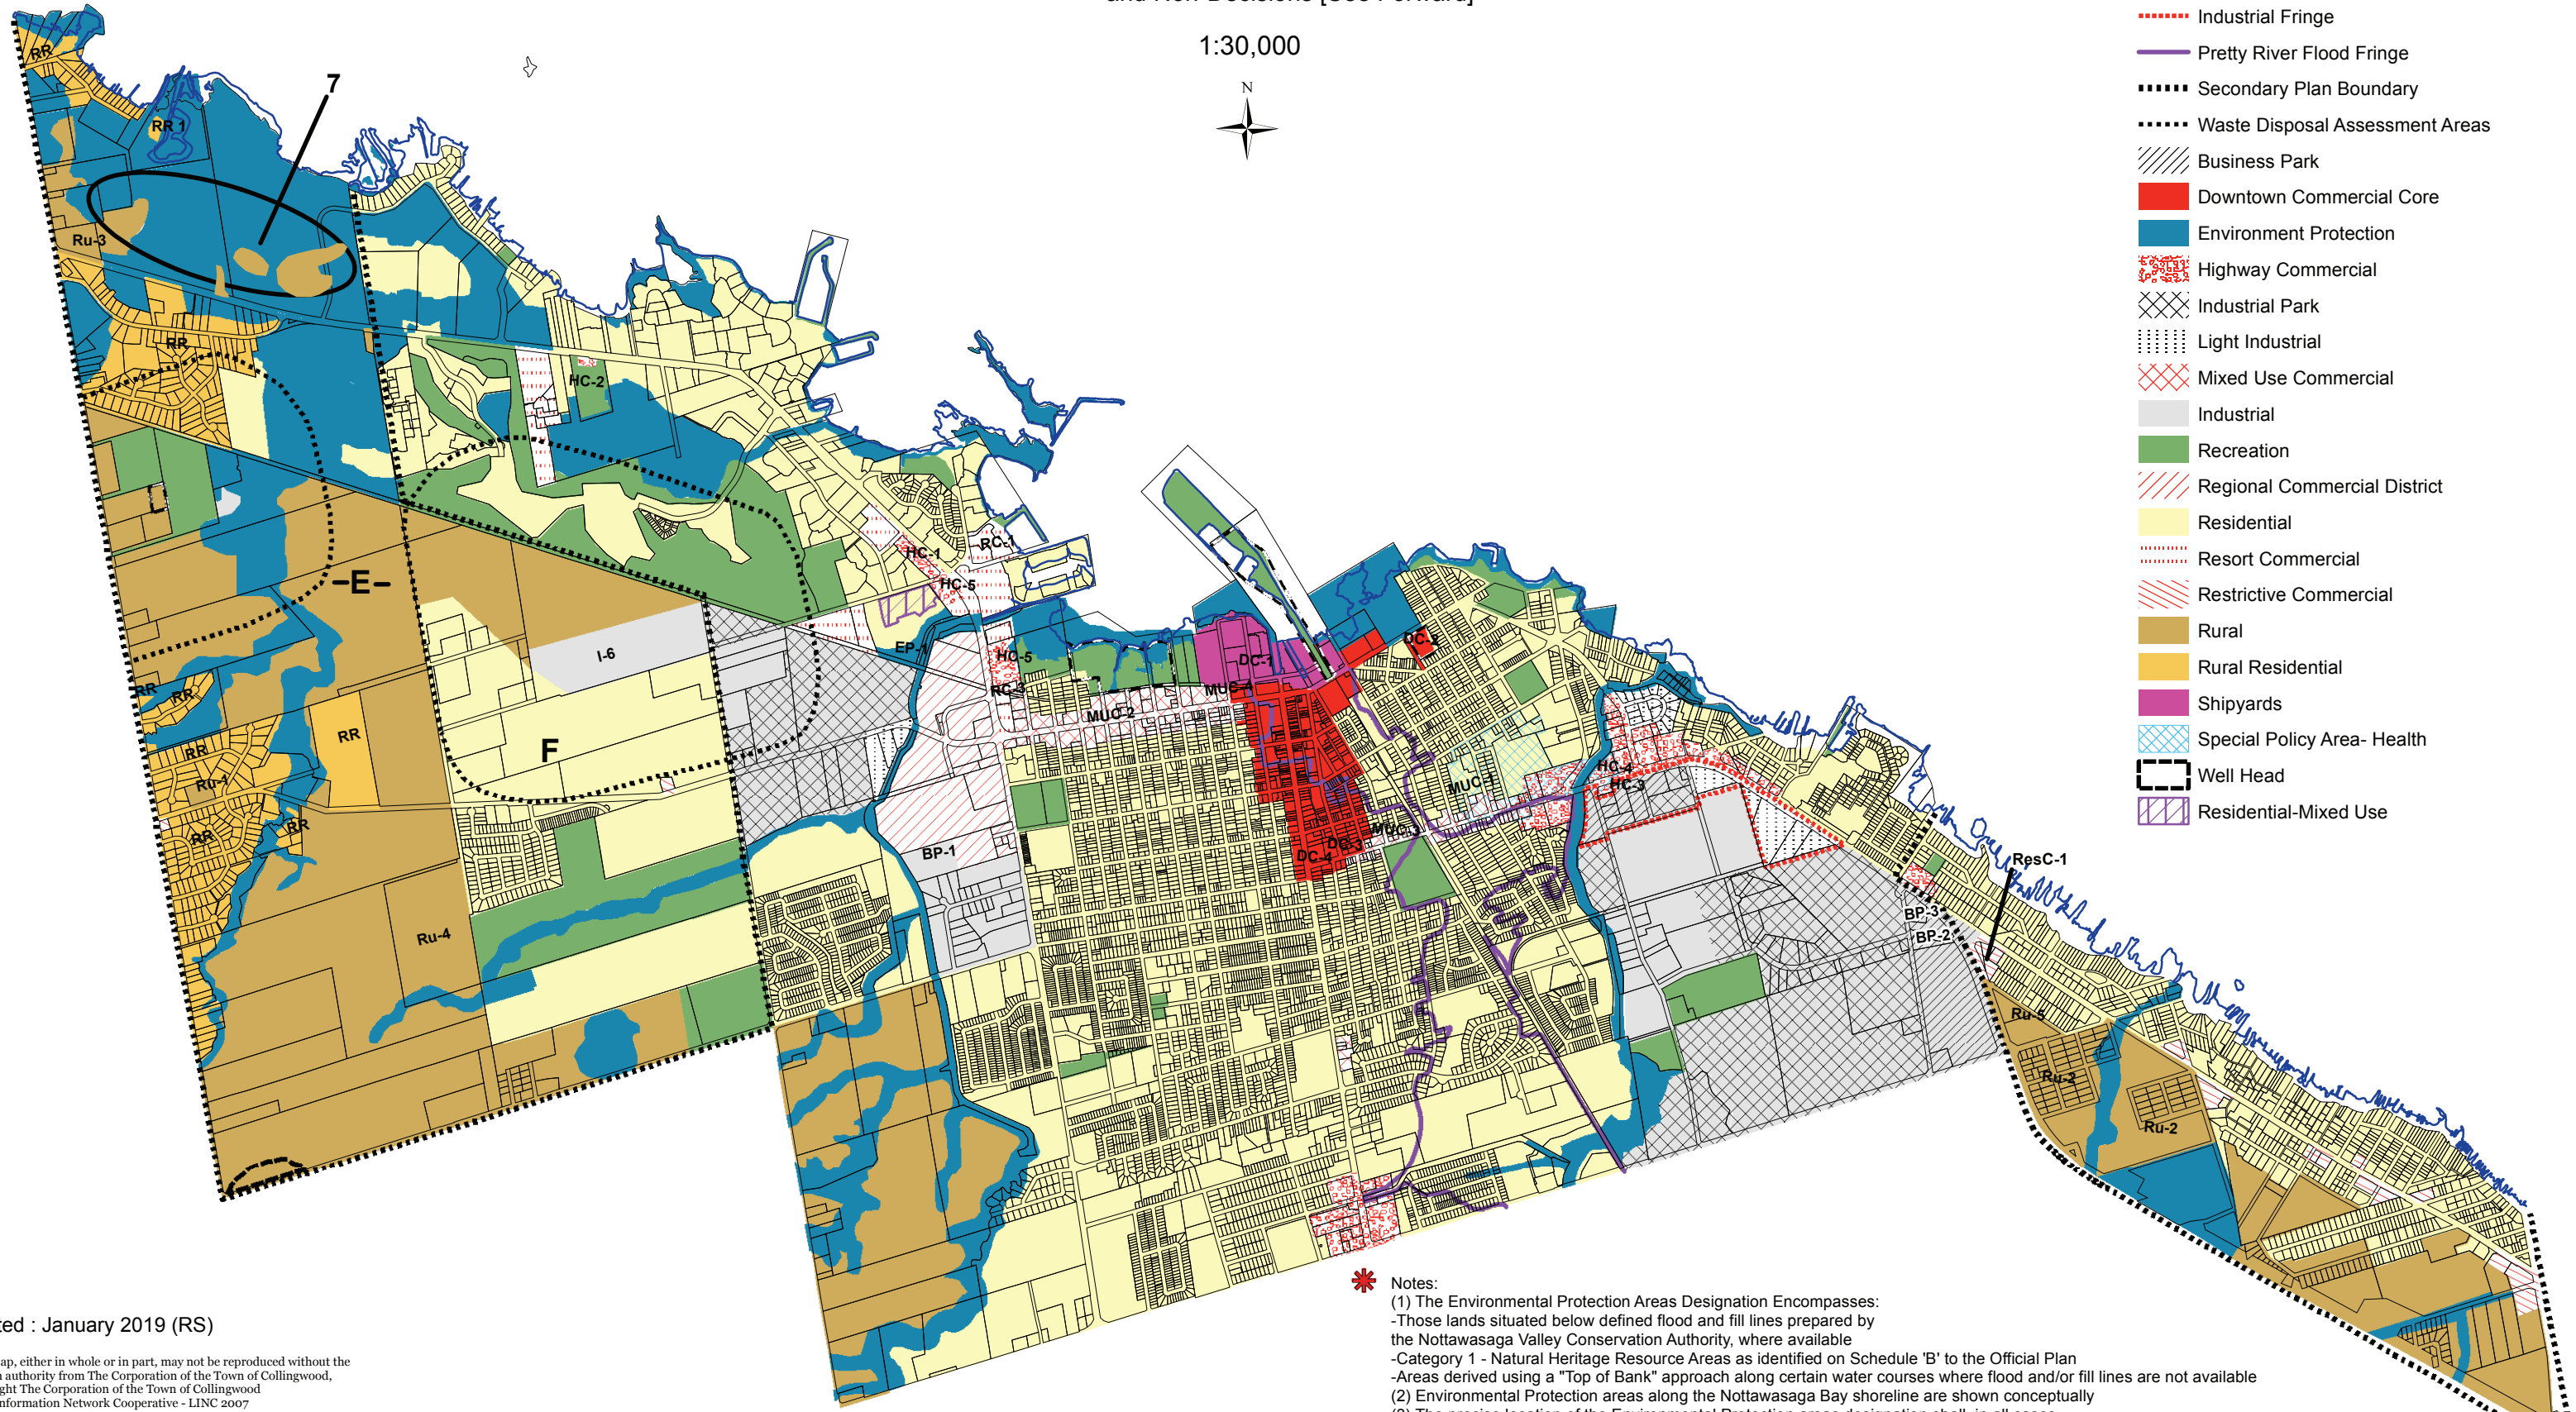 1:30,000
N
Industrial Fringe
Pretty River Flood Fringe
Secondary Plan Boundary
Waste Disposal Assessment Areas
Business Park
Downtown Commercial Core
Environment Protection
Highway Commercial
Industrial Park
Light Industrial
Mixed Use Commercial
Industrial
Recreation
Regional Commercial District
Residential
Resort Commercial
Restrictive Commercial
Rural
Rural Residential
Shipyards
Special Policy Area- Health
Well Head
Residential-Mixed Use
RR
7
RR 1
Ru-3
RR
HC-2
HC-1
RC-1
HC-5
-E-
I-6
EP-1
HC-5
RC-3
DC-1
DC-2
MUC-4
MUC-2
RR
RR
RR
F
RR
Ru-1
RR
RR
HC-4
HC-3
MUC-1
MUC-3
DC-3
DC-4
BP-1
ResC-1
BP-3
BP-2
Ru-4
Ru-5
Ru-2
Ru-2
Notes:
(1) The Environmental Protection Areas Designation Encompasses:
-Those lands situated below defined flood and fill lines prepared by
the Nottawasaga Valley Conservation Authority, where available
-Category 1 - Natural Heritage Resource Areas as identified on Schedule 'B' to the Official Plan
-Areas derived using a "Top of Bank" approach along certain water courses where flood and/or fill lines are not available
(2) Environmental Protection areas along the Nottawasaga Bay shoreline are shown conceptually
: January 2019 (RS)
either in whole or in part, may not be reproduced without the
authority from The Corporation of the Town of Collingwood,
The Corporation of the Town of Collingwood
Information Network Cooperative - LINC 2007